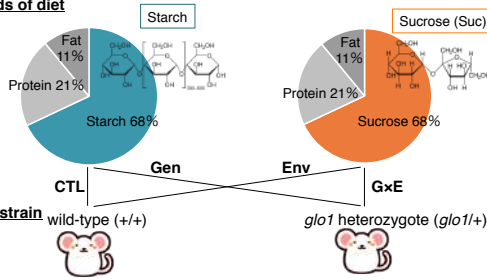 ds of diet
Starch
Sucrose (Suc)
Fat
11%
Protein 21%
Starch 68%
Fat
11%
Protein 21%
Sucrose 68%
Gen
Env
CTL
G×E
strain
wild-type (+/+)
glo1 heterozygote (glo1/+)